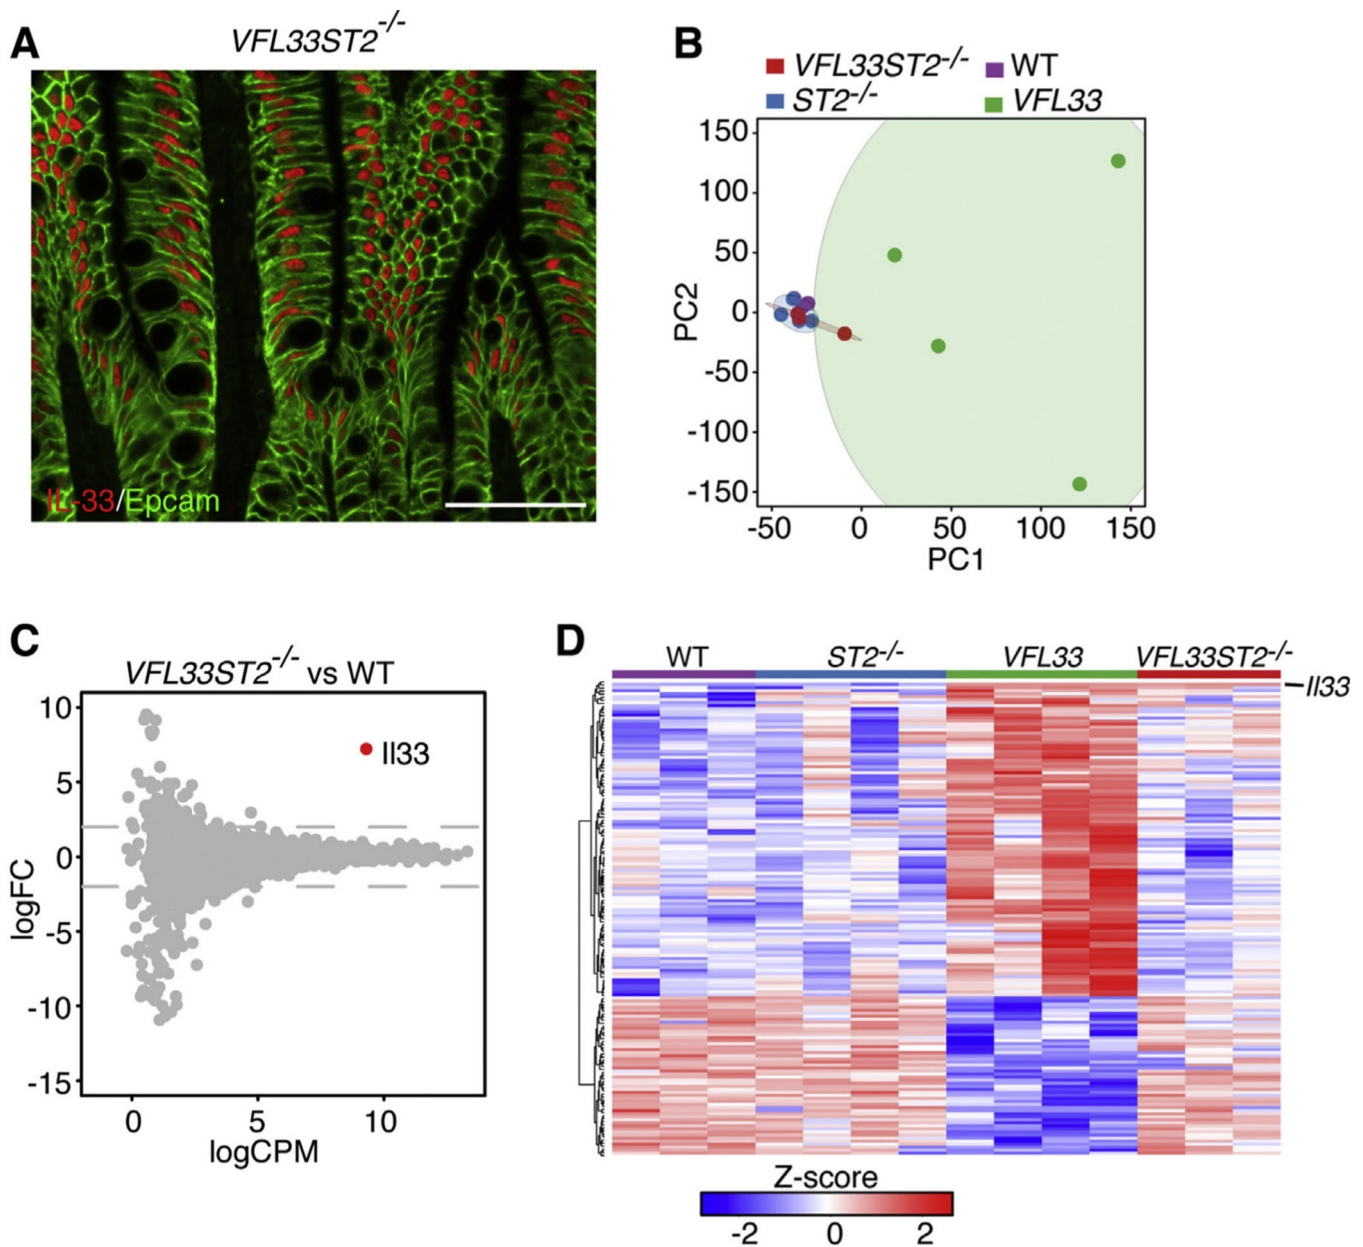 A
VFL33ST2-/-
IL-33/Epcam
B
VFL33ST2-/-
WT
ST2-/-
VFL33
150
100
50
0
-50
-100
-150
PC2
-50 0 50 100 150
PC1
C
VFL33ST2-/- vs WT
10
5
0
-5
-10
-15
logFC
Il33
0 5 10
logCPM
D
WT ST2-/- VFL33 VFL33ST2-/-
Il33
Z-score
-2 0 2